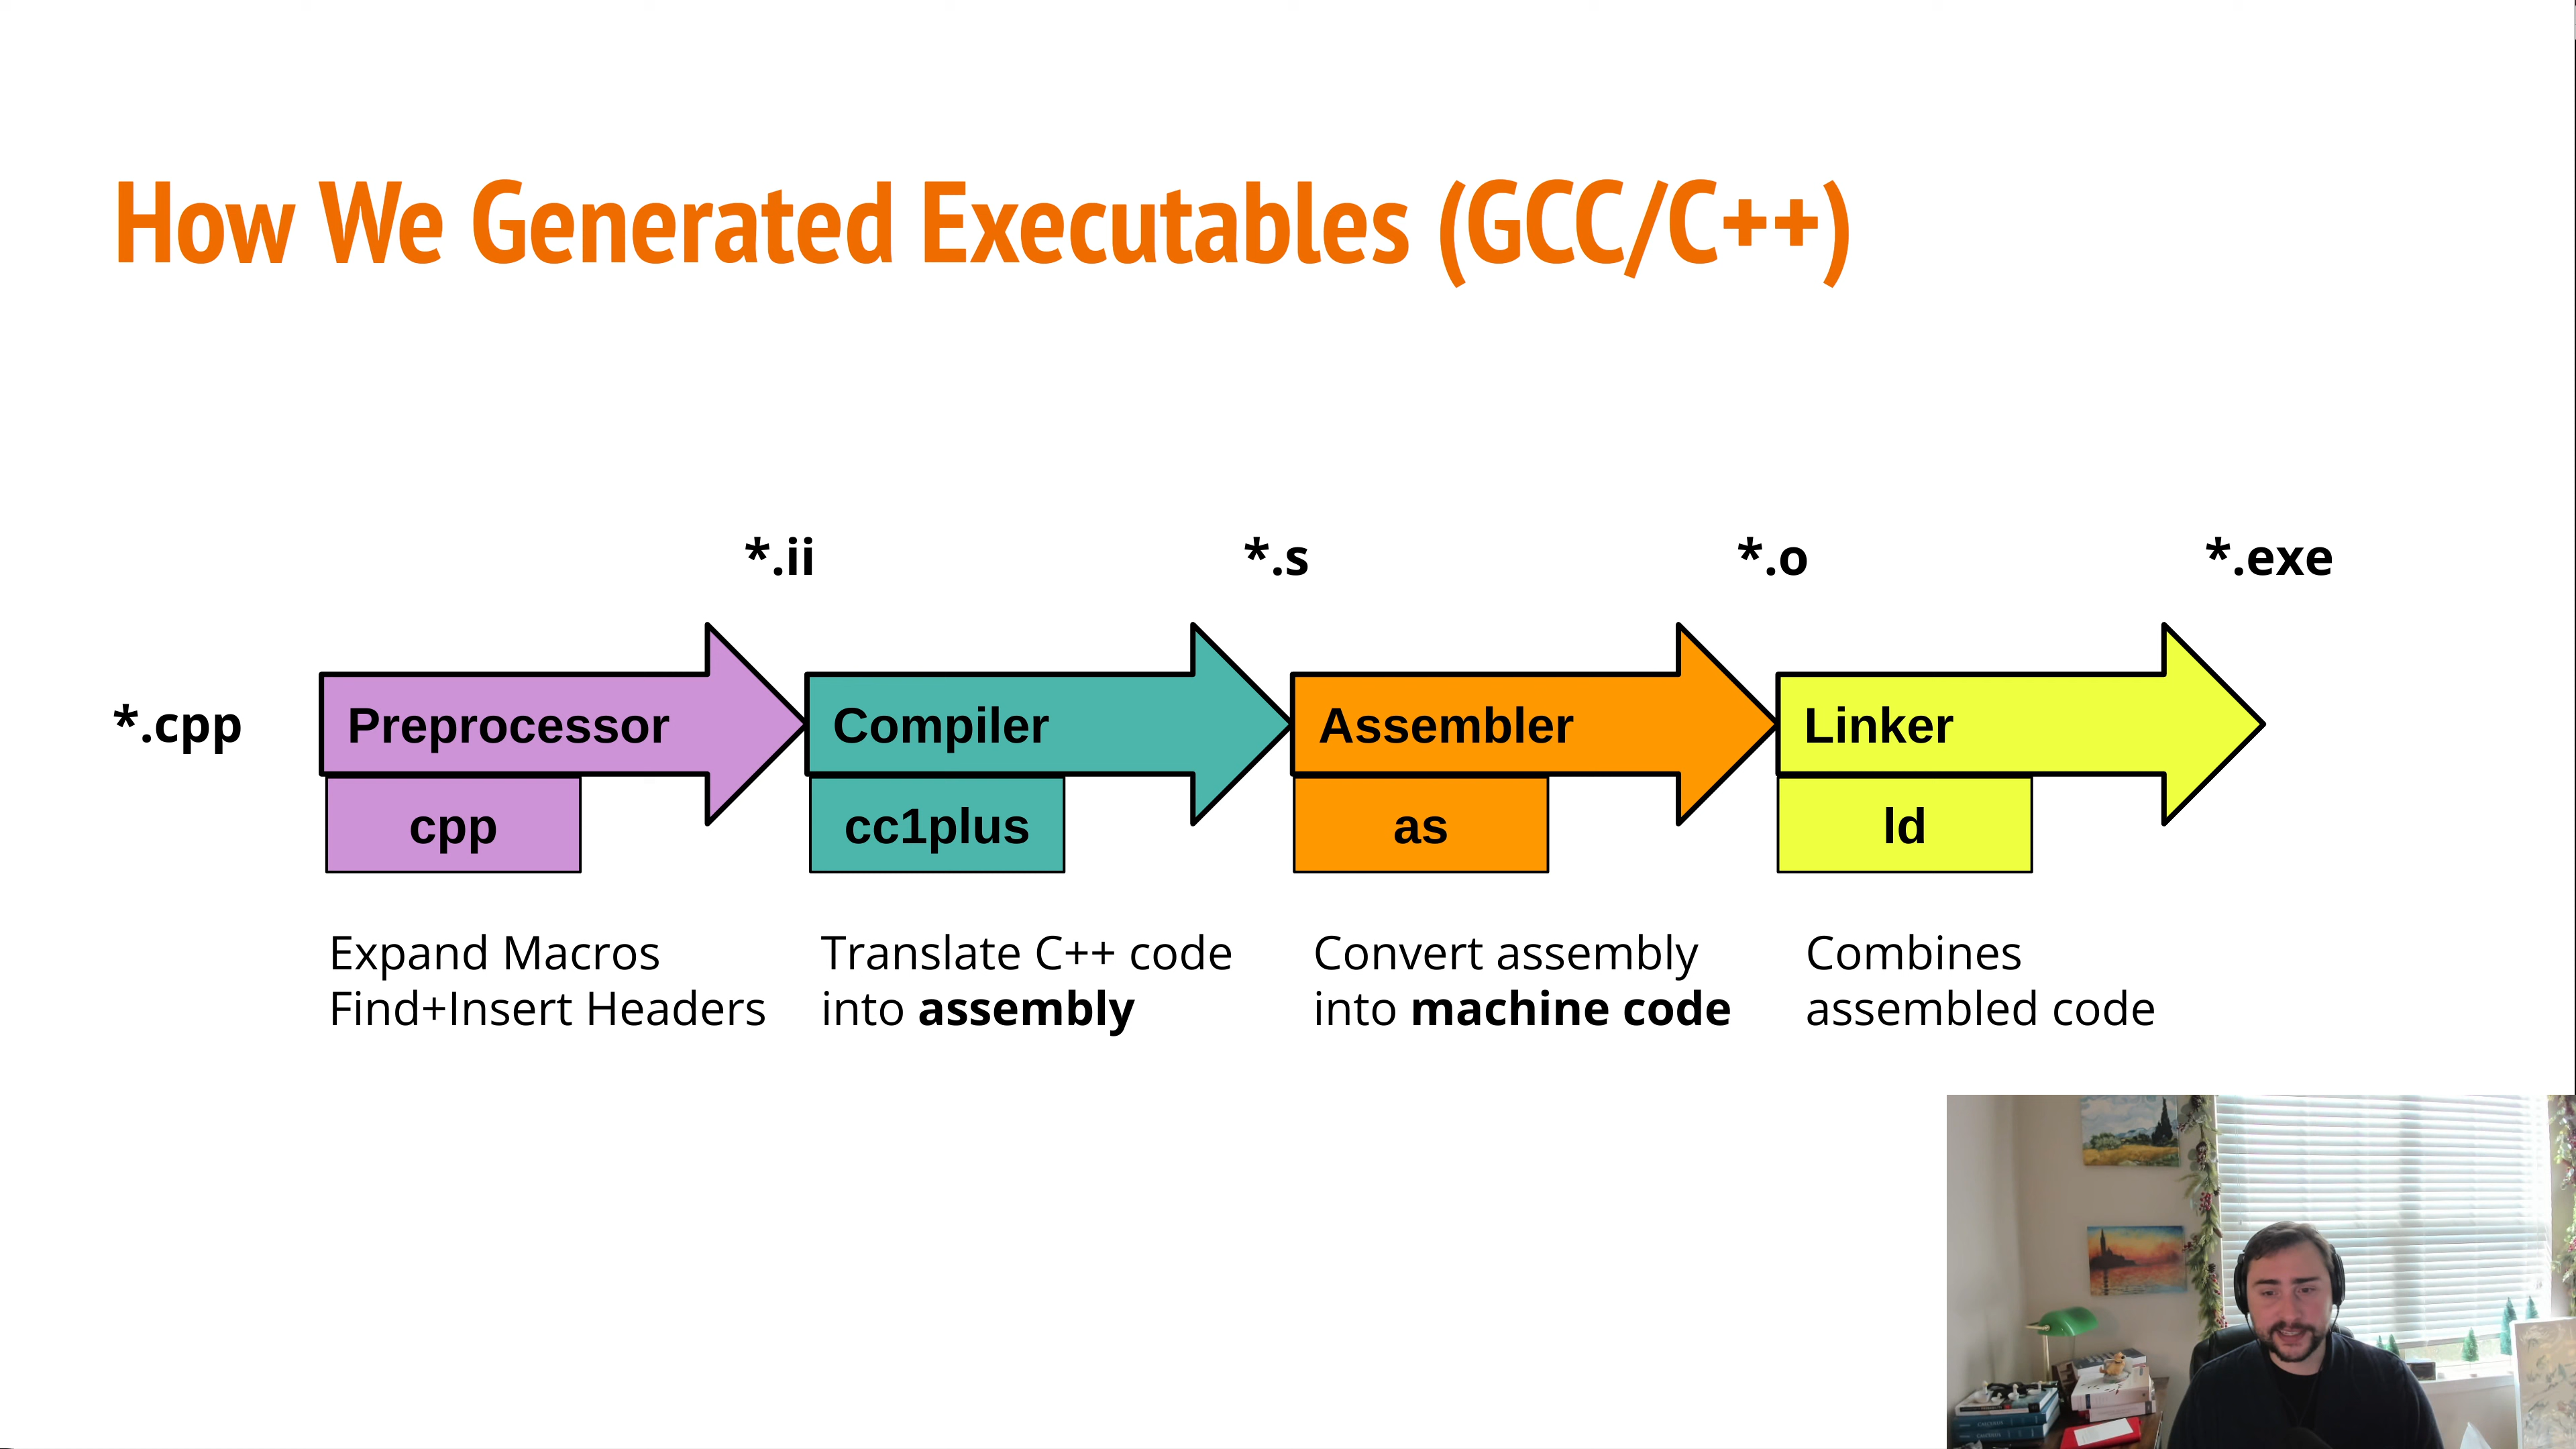 How We Generated Executables (GCC/C++)
*.ii
*.s
*.o
*.exe
*.cpp
Preprocessor
Compiler
Assembler
Linker
cpp
cc1plus
as
ld
Expand Macros
Find+Insert Headers
Translate C++ code
into assembly
Convert assembly
into machine code
Combines
assembled code